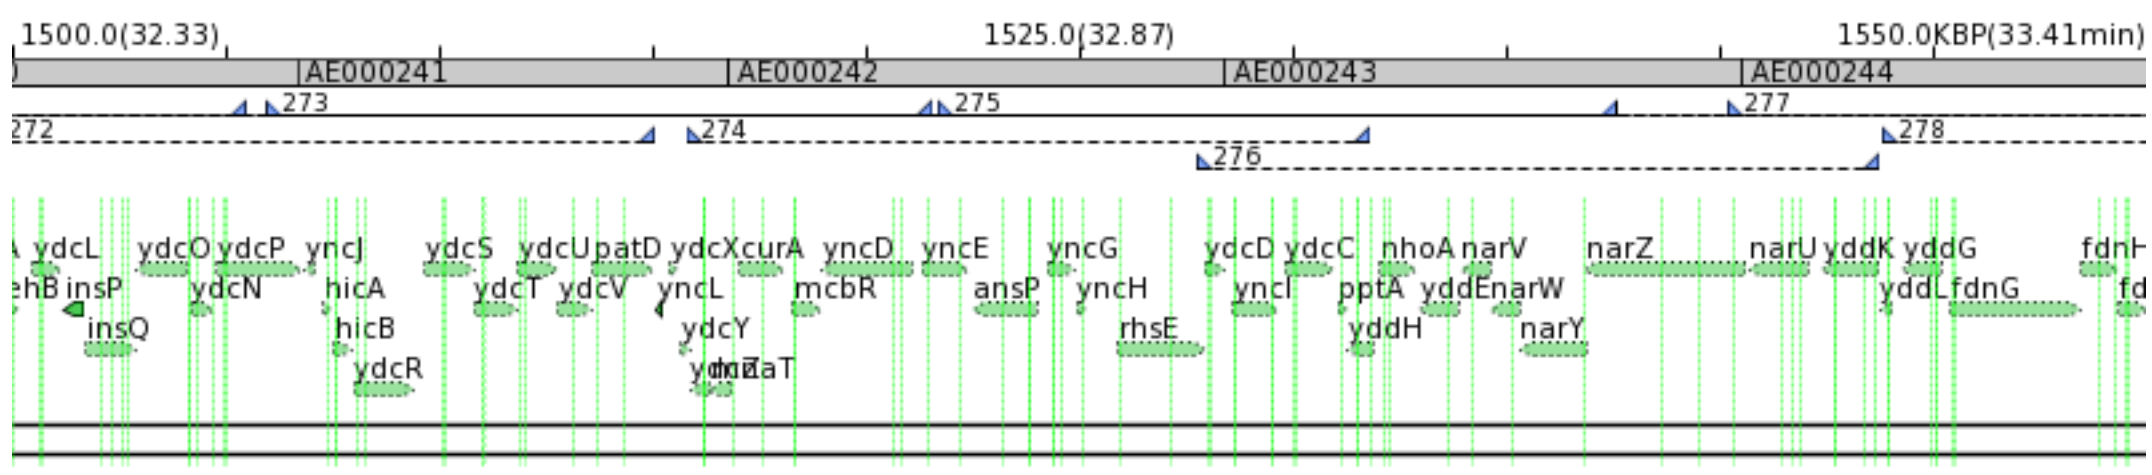 1500.0(32.33) 1525.0(32.87) 1550.0KBP(33.41min)
AE000241 AE000242 AE000243 AE000244
273 275 277
272 274 278
276
ydcL ydcO ydcP yncJ ydcS ydcU patD ydcX curA yncD yncE yncG ydcD ydcC nhoA narV narZ narU yddK yddG fdnH
ehB insP ydcN hicA ydcT ydcV yncL mcbR ansP yncH yncI pptA yddE narW yddL fdnG fd
insQ hicB ydcY rhsE yddH narY
ydcR